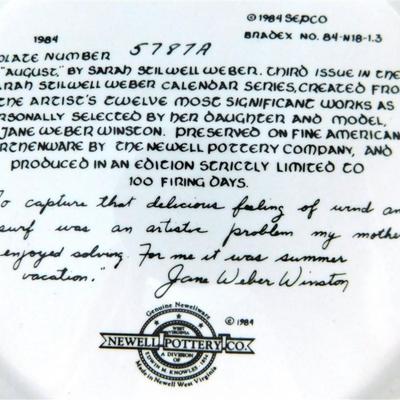 © 1984 SEPCO
1984 BRADEX NO. 84-N18-1.3
PLATE NUMBER 5787A
"AUGUST," BY SARAH STILWELL WEBER. THIRD ISSUE IN THE
SARAH STILWELL WEBER CALENDAR SERIES, CREATED FROM
THE ARTIST'S TWELVE MOST SIGNIFICANT WORKS AS
PERSONALLY SELECTED BY HER DAUGHTER AND MODEL,
JANE WEBER WINSTON. PRESERVED ON FINE AMERICAN
EARTHENWARE BY THE NEWELL POTTERY COMPANY, AND
PRODUCED IN AN EDITION STRICTLY LIMITED TO
100 FIRING DAYS.
"To capture that delicious feeling of wind and
surf was an artistic problem my mother
enjoyed solving. For me it was summer
vacation."
Jane Weber Winston
Genuine Newellware
WEST VIRGINIA
© 1984
NEWELL POTTERY CO.
A DIVISION OF
EDWIN M. KNOWLES 1854
Made in Newell West Virginia